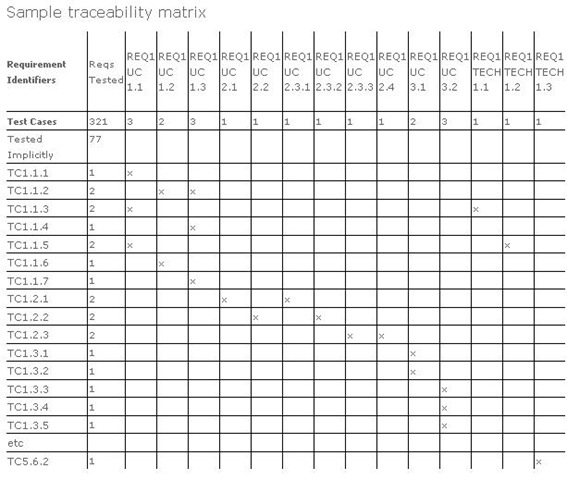 Sample traceability matrix
Requirement Identifiers Reqs Tested REQ1 UC 1.1 REQ1 UC 1.2 REQ1 UC 1.3 REQ1 UC 2.1 REQ1 UC 2.2 REQ1 UC 2.3.1 REQ1 UC 2.3.2 REQ1 UC 2.3.3 REQ1 UC 2.4 REQ1 UC 3.1 REQ1 UC 3.2 REQ1 TECH 1.1 REQ1 TECH 1.2 REQ1 TECH 1.3
Test Cases 321 3 2 3 1 1 1 1 1 1 2 3 1 1 1
Tested Implicitly 77
TC1.1.1 1 x
TC1.1.2 2 x x
TC1.1.3 2 x x
TC1.1.4 1 x
TC1.1.5 2 x x
TC1.1.6 1 x
TC1.1.7 1 x
TC1.2.1 2 x x
TC1.2.2 2 x x
TC1.2.3 2 x x
TC1.3.1 1 x
TC1.3.2 1 x
TC1.3.3 1 x
TC1.3.4 1 x
TC1.3.5 1 x
etc
TC5.6.2 1 x